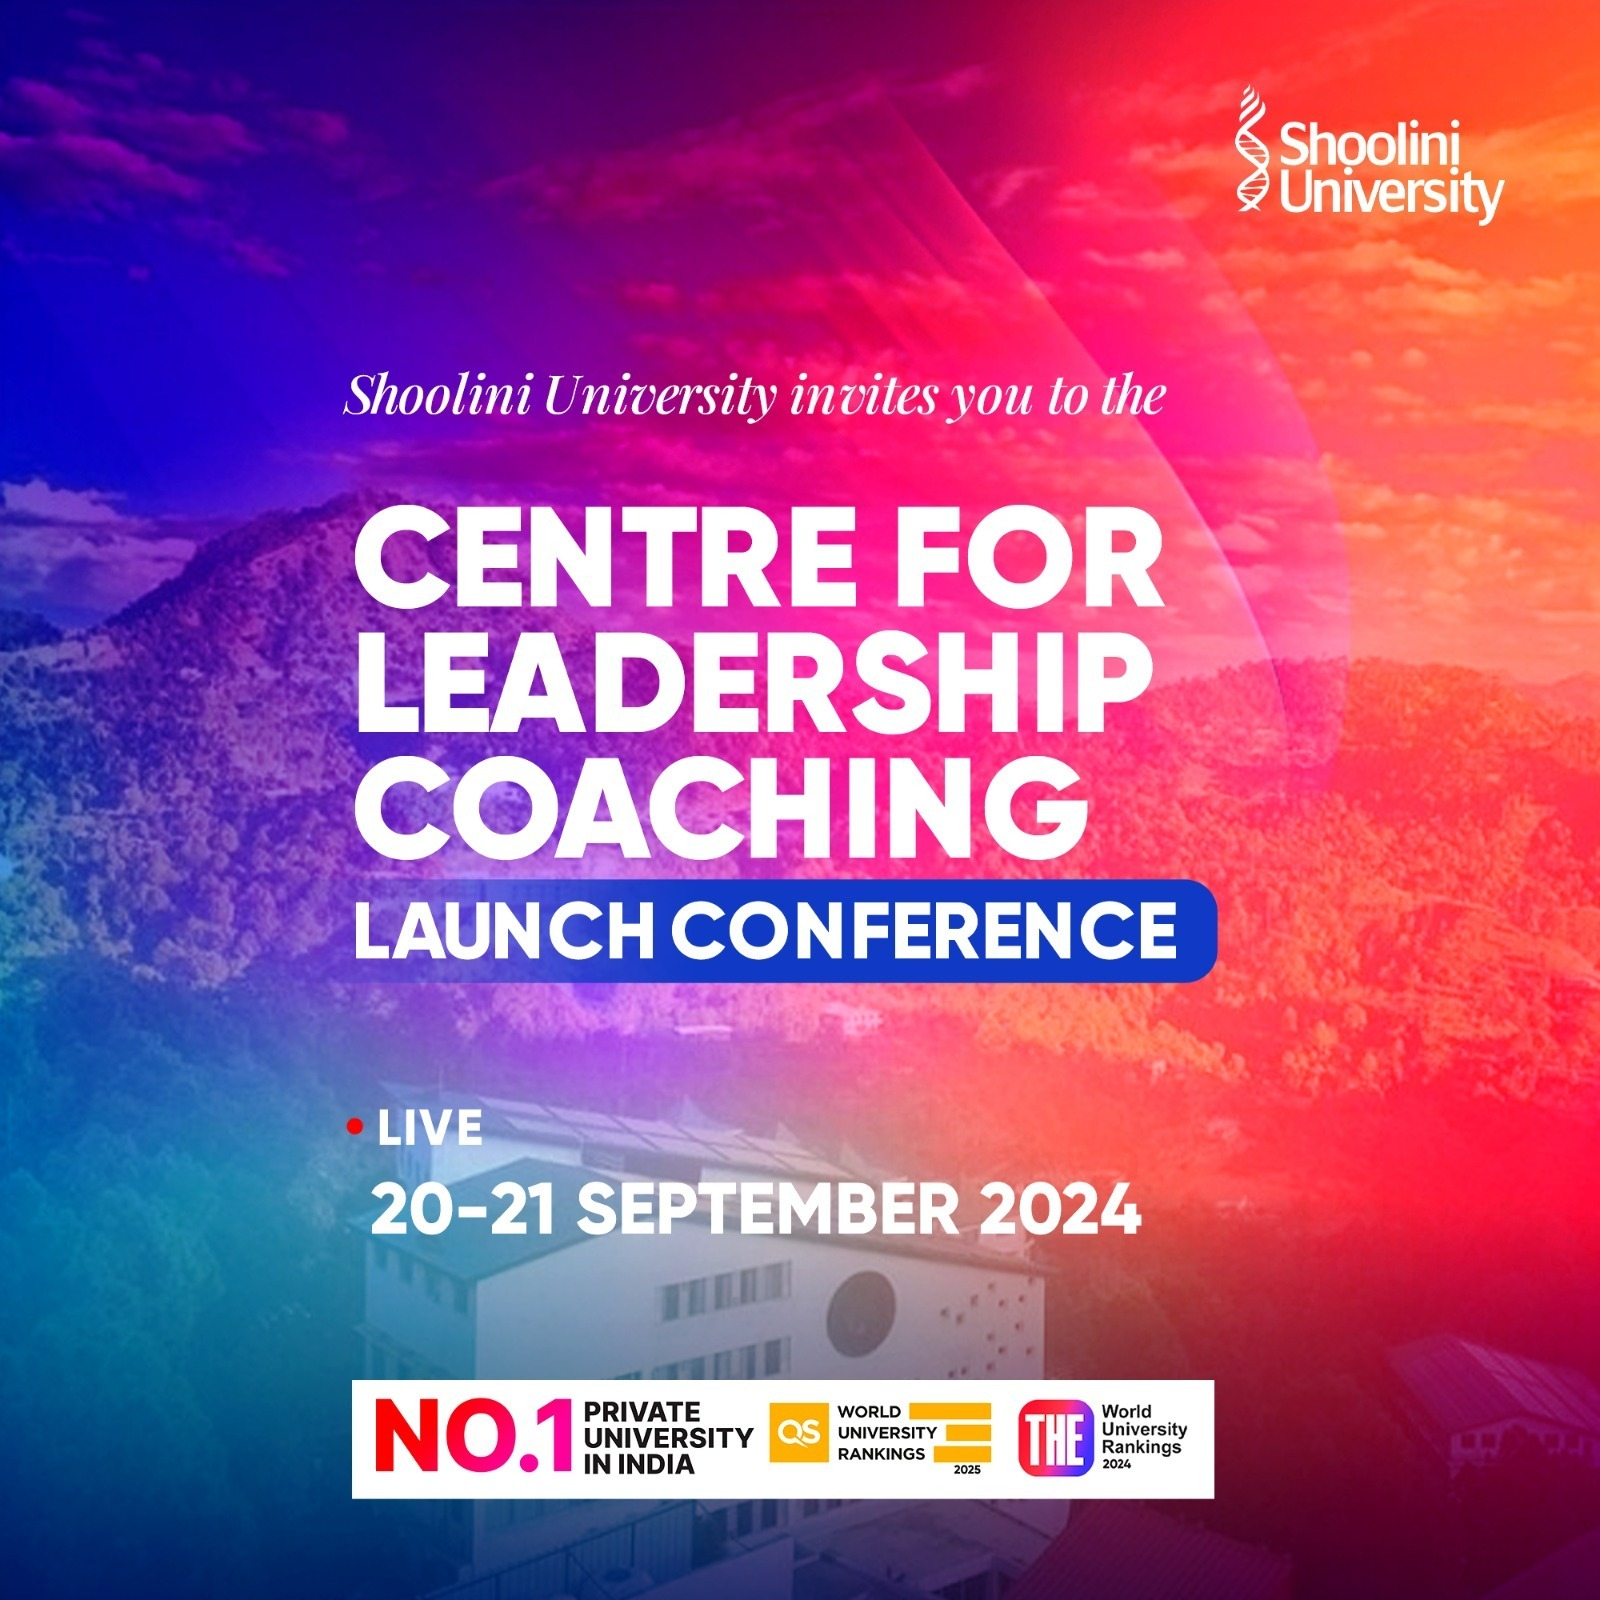 Shoolini
University
Shoolini University invites you to the
CENTRE FOR
LEADERSHIP
COACHING
LAUNCH CONFERENCE
LIVE
20-21 SEPTEMBER 2024
NO.1
PRIVATE
UNIVERSITY
IN INDIA
QS
WORLD
UNIVERSITY
RANKINGS
2025
THE
World
University
Rankings
2024